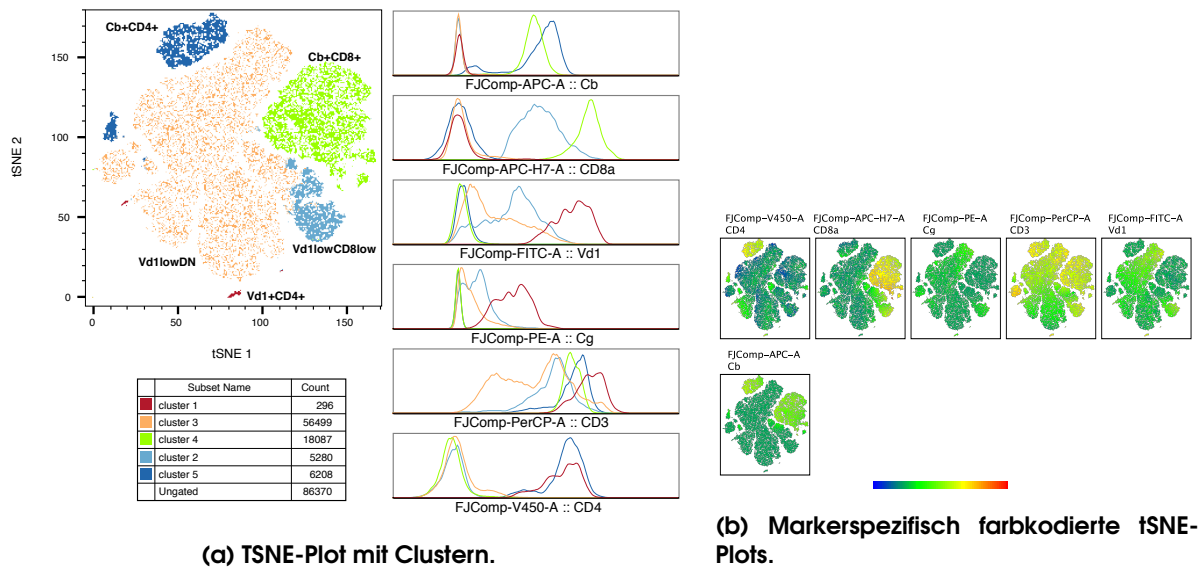 Cb+CD4+
Cb+CD8+
Vd1lowCD8low
Vd1lowDN
Vd1+CD4+
150
100
50
0
tSNE 2
0
50
100
150
tSNE 1
Subset Name Count
cluster 1 296
cluster 3 56499
cluster 4 18087
cluster 2 5280
cluster 5 6208
Ungated 86370
FJComp-APC-A :: Cb
FJComp-APC-H7-A :: CD8a
FJComp-FITC-A :: Vd1
FJComp-PE-A :: Cg
FJComp-PerCP-A :: CD3
FJComp-V450-A :: CD4
(a) TSNE-Plot mit Clustern.
FJComp-V450-A
CD4
FJComp-APC-H7-A
CD8a
FJComp-PE-A
Cg
FJComp-PerCP-A
CD3
FJComp-FITC-A
Vd1
FJComp-APC-A
Cb
(b) Markerspezifisch farbkodierte tSNE-
Plots.